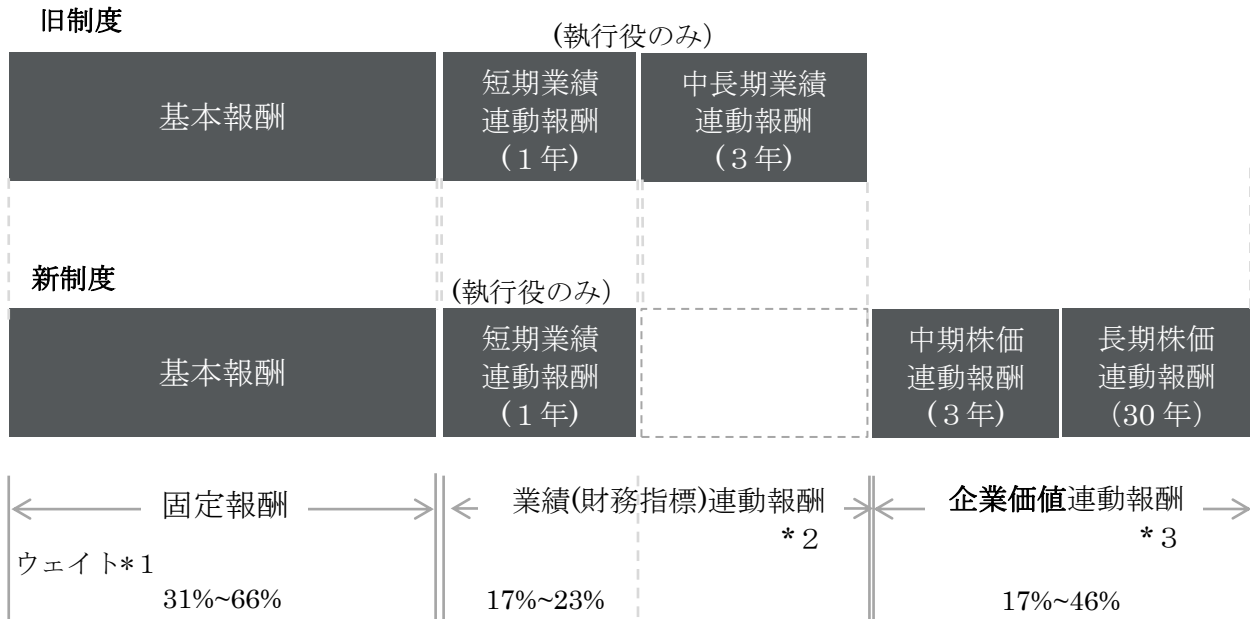 旧制度
(執行役のみ）
基本報酬
短期業績
連動報酬
(１年)
中長期業績
連動報酬
(３年)
新制度
(執行役のみ）
基本報酬
短期業績
連動報酬
(１年)
中期株価
連動報酬
(３年)
長期株価
連動報酬
（30 年）
固定報酬
業績(財務指標)連動報酬
*２
企業価値連動報酬
*３
ウェイト*１
31%~66%
17%~23%
17%~46%